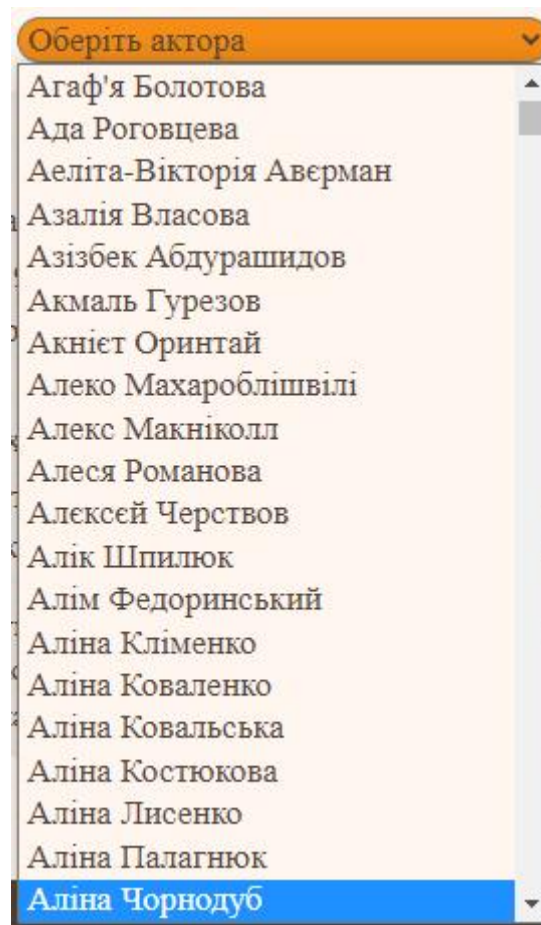 Оберіть актора
Агаф'я Болотова
Ада Роговцева
Аеліта-Вікторія Авєрман
Азалія Власова
Азізбек Абдурашидов
Акмаль Гурезов
Акнієт Оринтай
Алеко Махароблішвілі
Алекс Макніколл
Алеся Романова
Алєксєй Черствов
Алік Шпилюк
Алім Федоринський
Аліна Кліменко
Аліна Коваленко
Аліна Ковальська
Аліна Костюкова
Аліна Лисенко
Аліна Палагнюк
Аліна Чорнодуб